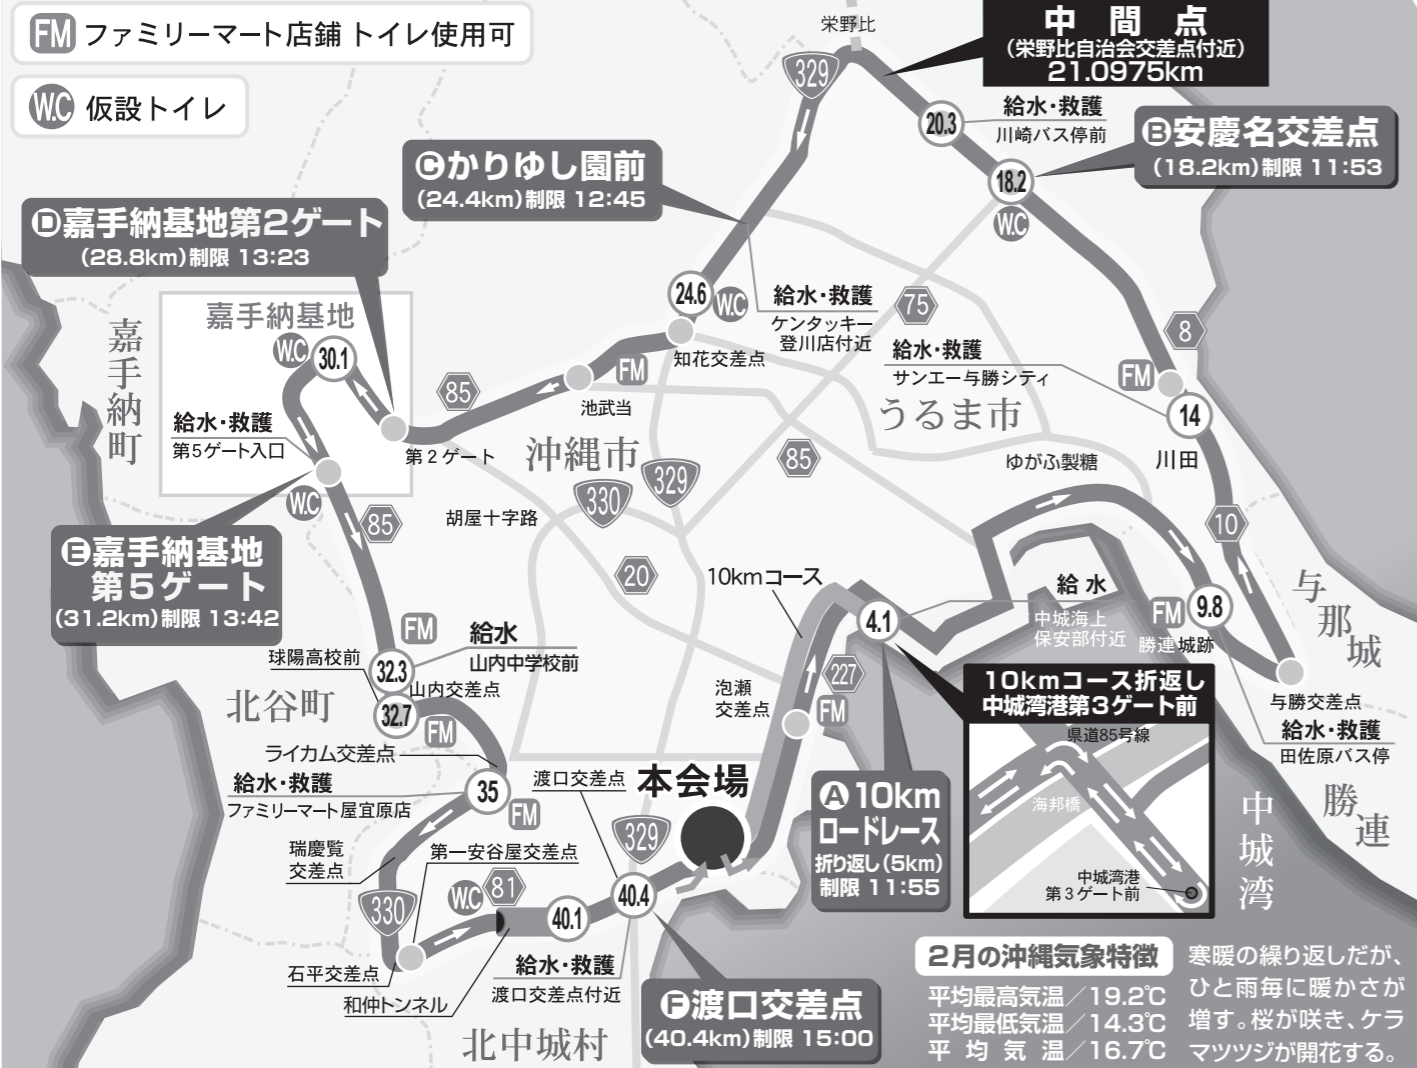 FM ファミリーマート店舗 トイレ使用可
W.C 仮設トイレ
栄野比
中間点
(栄野比自治会交差点付近)
21.0975km
329
20.3
給水・救護
川崎バス停前
Ⓑ安慶名交差点
(18.2km)制限 11:53
18.2
W.C
Ⓒかりゆし園前
(24.4km)制限 12:45
Ⓓ嘉手納基地第2ゲート
(28.8km)制限 13:23
24.6
W.C
給水・救護
ケンタッキー
登川店付近
75
8
嘉手納基地
W.C
30.1
知花交差点
給水・救護
サンエー与勝シティ
FM
FM
14
嘉手納町
85
池武当
うるま市
給水・救護
第5ゲート入口
第2ゲート
沖縄市
85
ゆがふ製糖
川田
W.C
85
胡屋十字路
330
329
10
Ⓔ嘉手納基地
第5ゲート
(31.2km)制限 13:42
20
10kmコース
4.1
給水
中城海上
保安部付近
FM
9.8
勝連城跡
与那城
FM
給水
山内中学校前
球陽高校前
32.3
山内交差点
北谷町
32.7
FM
泡瀬
交差点
227
FM
10kmコース折返し
中城湾港第3ゲート前
県道85号線
海邦橋
中城湾港
第3ゲート前
与勝交差点
給水・救護
田佐原バス停
ライカム交差点
給水・救護
ファミリーマート屋宜原店
35
FM
渡口交差点
本会場
Ⓐ10km
ロードレース
折り返し(5km)
制限 11:55
中城湾
勝連
瑞慶覧
交差点
第一安谷屋交差点
329
330
W.C
81
40.1
40.4
石平交差点
和仲トンネル
給水・救護
渡口交差点付近
北中城村
Ⓕ渡口交差点
(40.4km)制限 15:00
2月の沖縄気象特徴
平均最高気温/19.2℃
平均最低気温/14.3℃
平均気温/16.7℃
寒暖の繰り返しだが、
ひと雨毎に暖かさが
増す。桜が咲き、ケラ
マツツジが開花する。